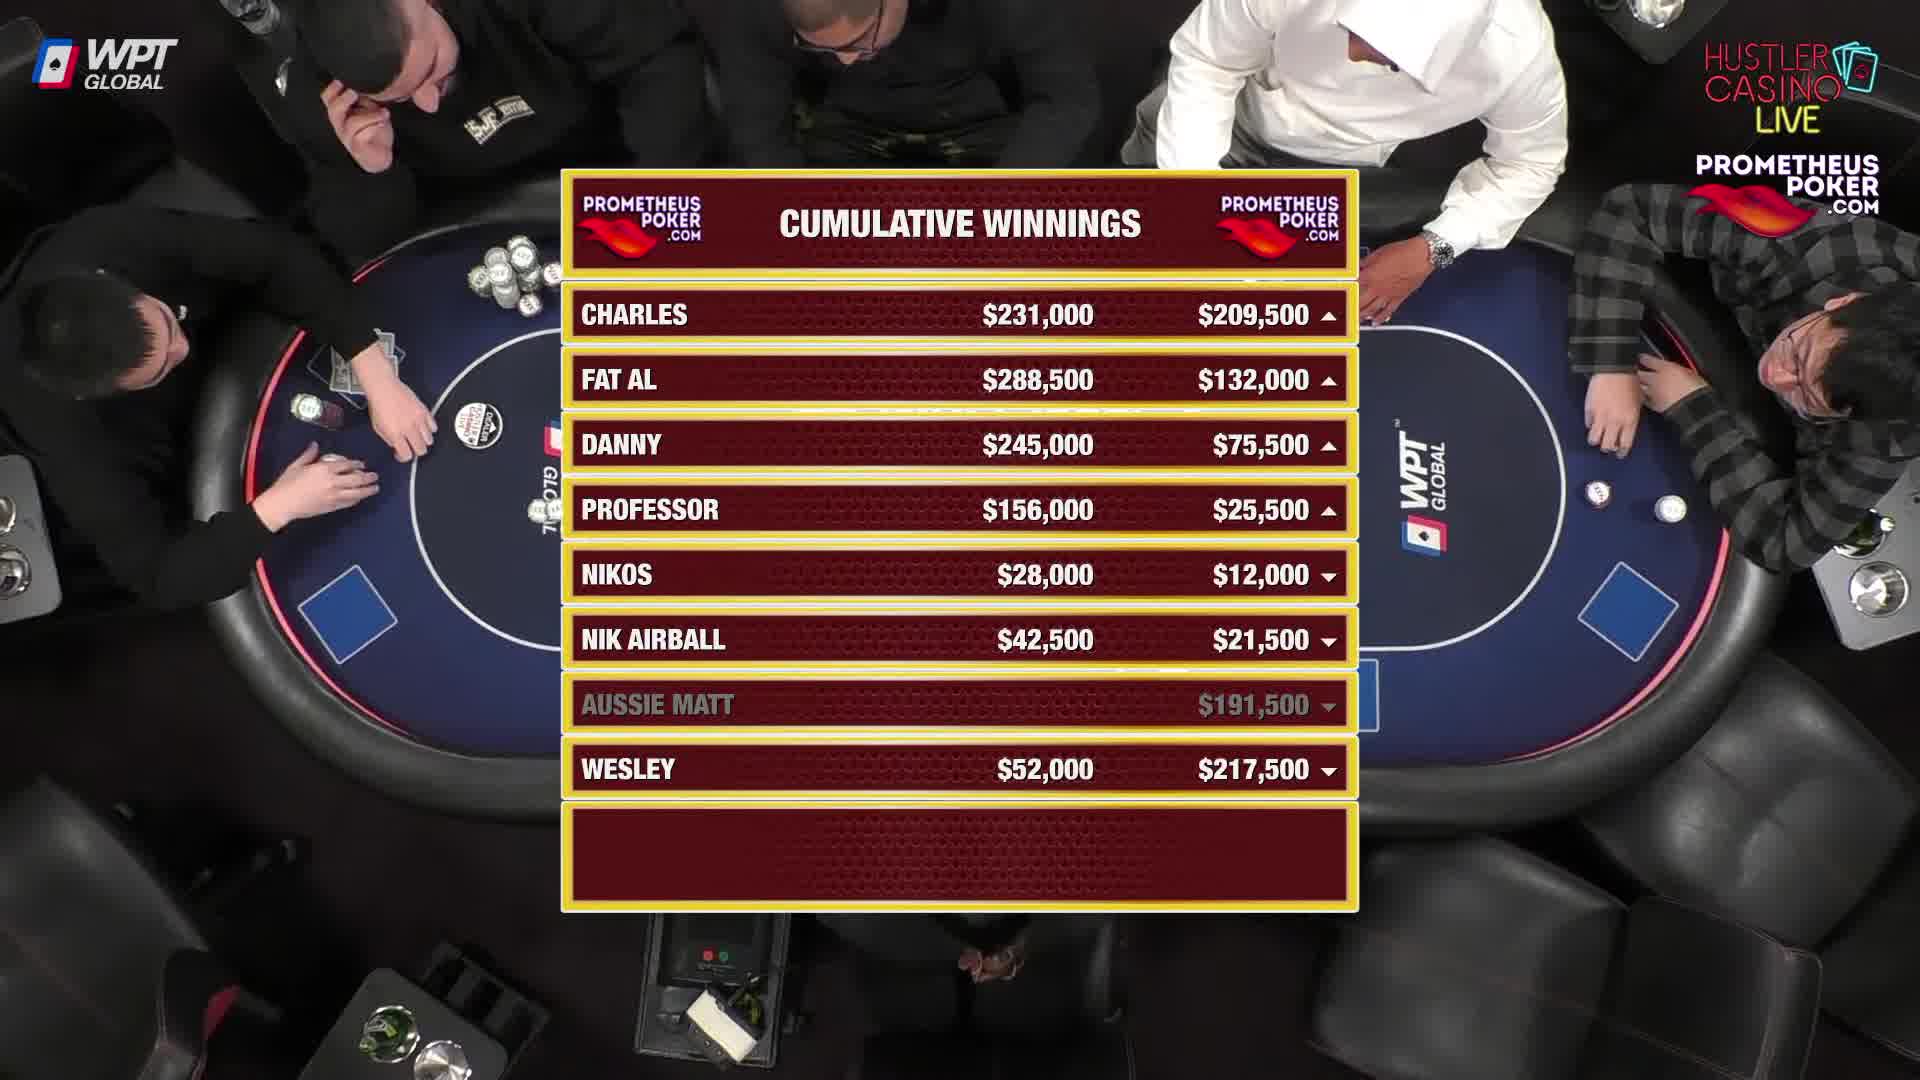 WPT
GLOBAL
HUSTLER
CASINO
LIVE
PROMETHEUS
POKER
.COM
PROMETHEUS
POKER
.COM
CUMULATIVE WINNINGS
PROMETHEUS
POKER
.COM
CHARLES $231,000 $209,500
FAT AL $288,500 $132,000
DANNY $245,000 $75,500
PROFESSOR $156,000 $25,500
NIKOS $28,000 $12,000
NIK AIRBALL $42,500 $21,500
AUSSIE MATT $191,500
WESLEY $52,000 $217,500
WPT
GLOBAL
DEALER